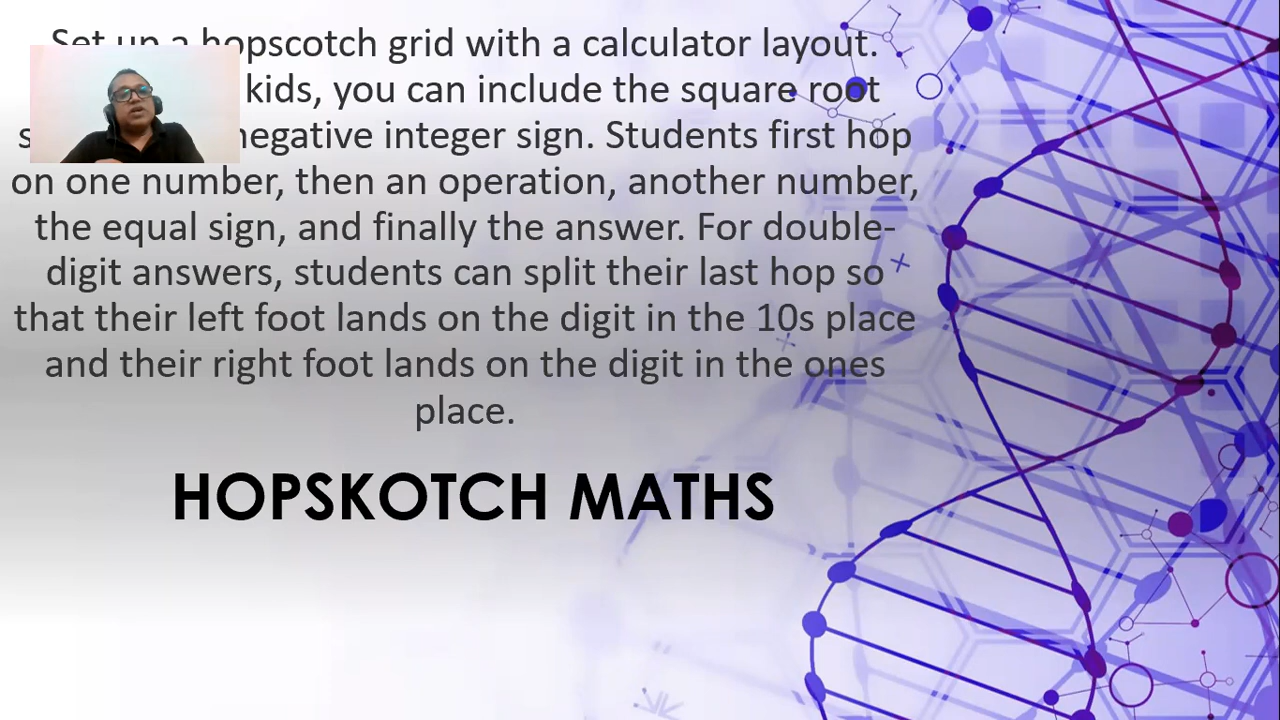 Set up a hopscotch grid with a calculator layout.
kids, you can include the square root
negative integer sign. Students first hop
on one number, then an operation, another number,
the equal sign, and finally the answer. For double-
digit answers, students can split their last hop so
that their left foot lands on the digit in the 10s place
and their right foot lands on the digit in the ones
place.
HOPSKOTCH MATHS